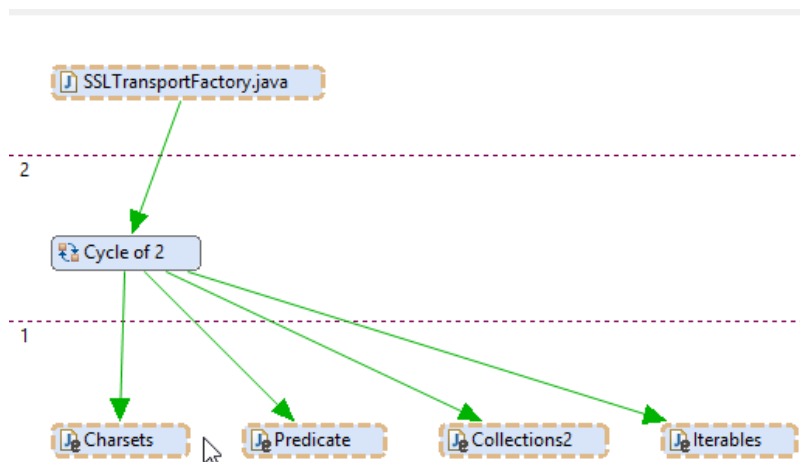 SSLTransportFactory.java
2
Cycle of 2
1
Charsets
Predicate
Collections2
Iterables